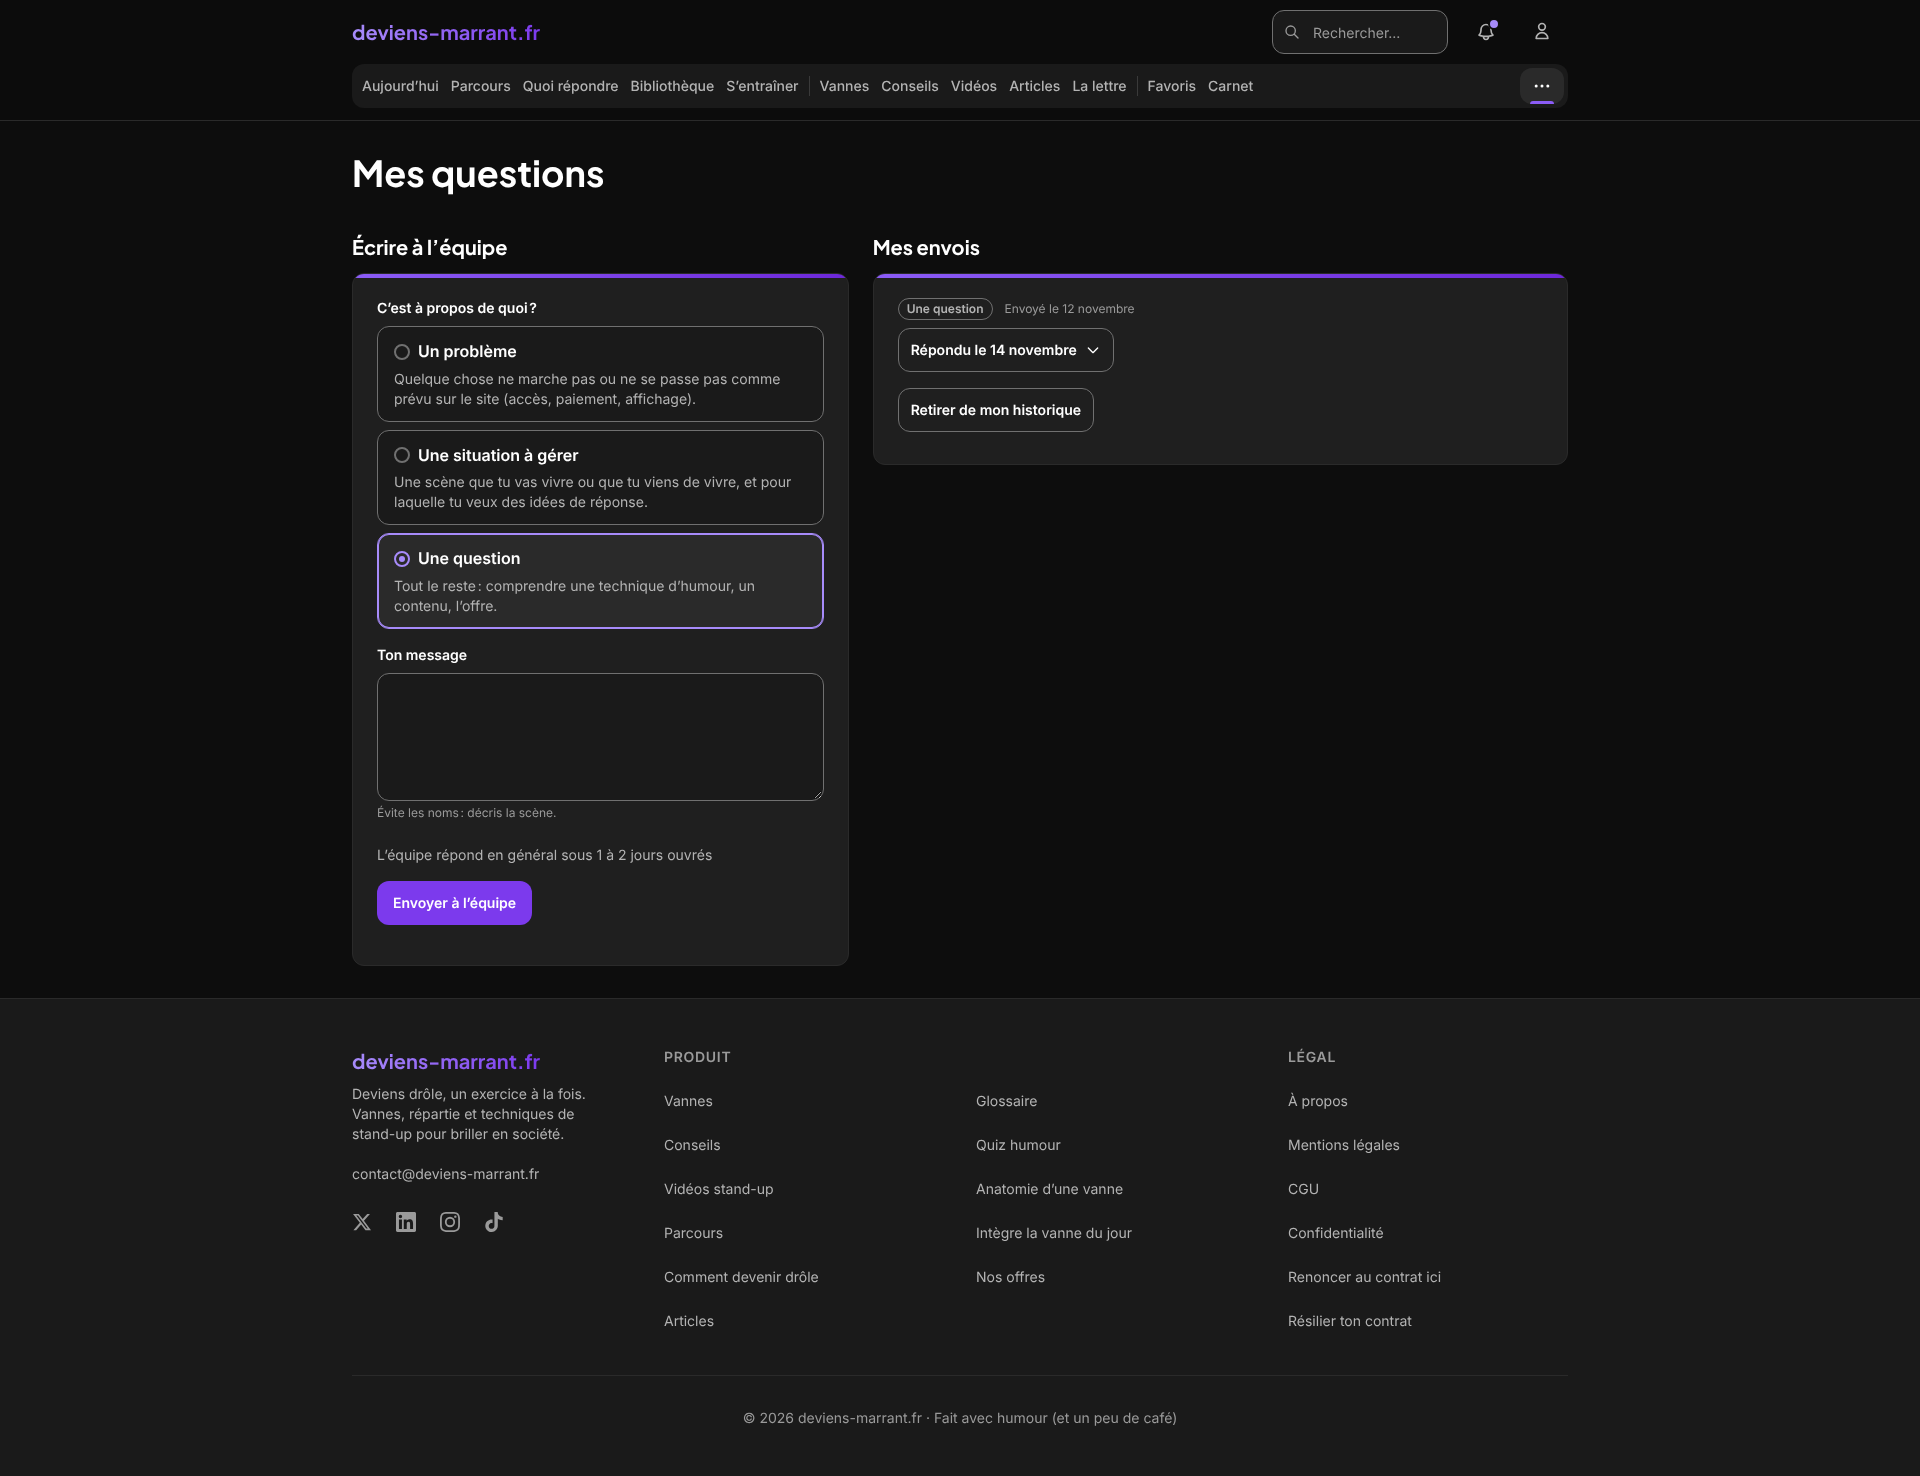 deviens-marrant.fr
Rechercher...
Aujourd’hui Parcours Quoi répondre Bibliothèque S’entraîner Vannes Conseils Vidéos Articles La lettre Favoris Carnet
Mes questions
Écrire à l’équipe
C’est à propos de quoi ?
Un problème
Quelque chose ne marche pas ou ne se passe pas comme
prévu sur le site (accès, paiement, affichage).
Une situation à gérer
Une scène que tu vas vivre ou que tu viens de vivre, et pour
laquelle tu veux des idées de réponse.
Une question
Tout le reste : comprendre une technique d’humour, un
contenu, l’offre.
Ton message
Évite les noms : décris la scène.
L’équipe répond en général sous 1 à 2 jours ouvrés
Envoyer à l’équipe
Mes envois
Une question Envoyé le 12 novembre
Répondu le 14 novembre
Retirer de mon historique
deviens-marrant.fr
Deviens drôle, un exercice à la fois.
Vannes, répartie et techniques de
stand-up pour briller en société.
contact@deviens-marrant.fr
PRODUIT
Vannes
Conseils
Vidéos stand-up
Parcours
Comment devenir drôle
Articles
Glossaire
Quiz humour
Anatomie d’une vanne
Intègre la vanne du jour
Nos offres
LÉGAL
À propos
Mentions légales
CGU
Confidentialité
Renoncer au contrat ici
Résilier ton contrat
© 2026 deviens-marrant.fr · Fait avec humour (et un peu de café)